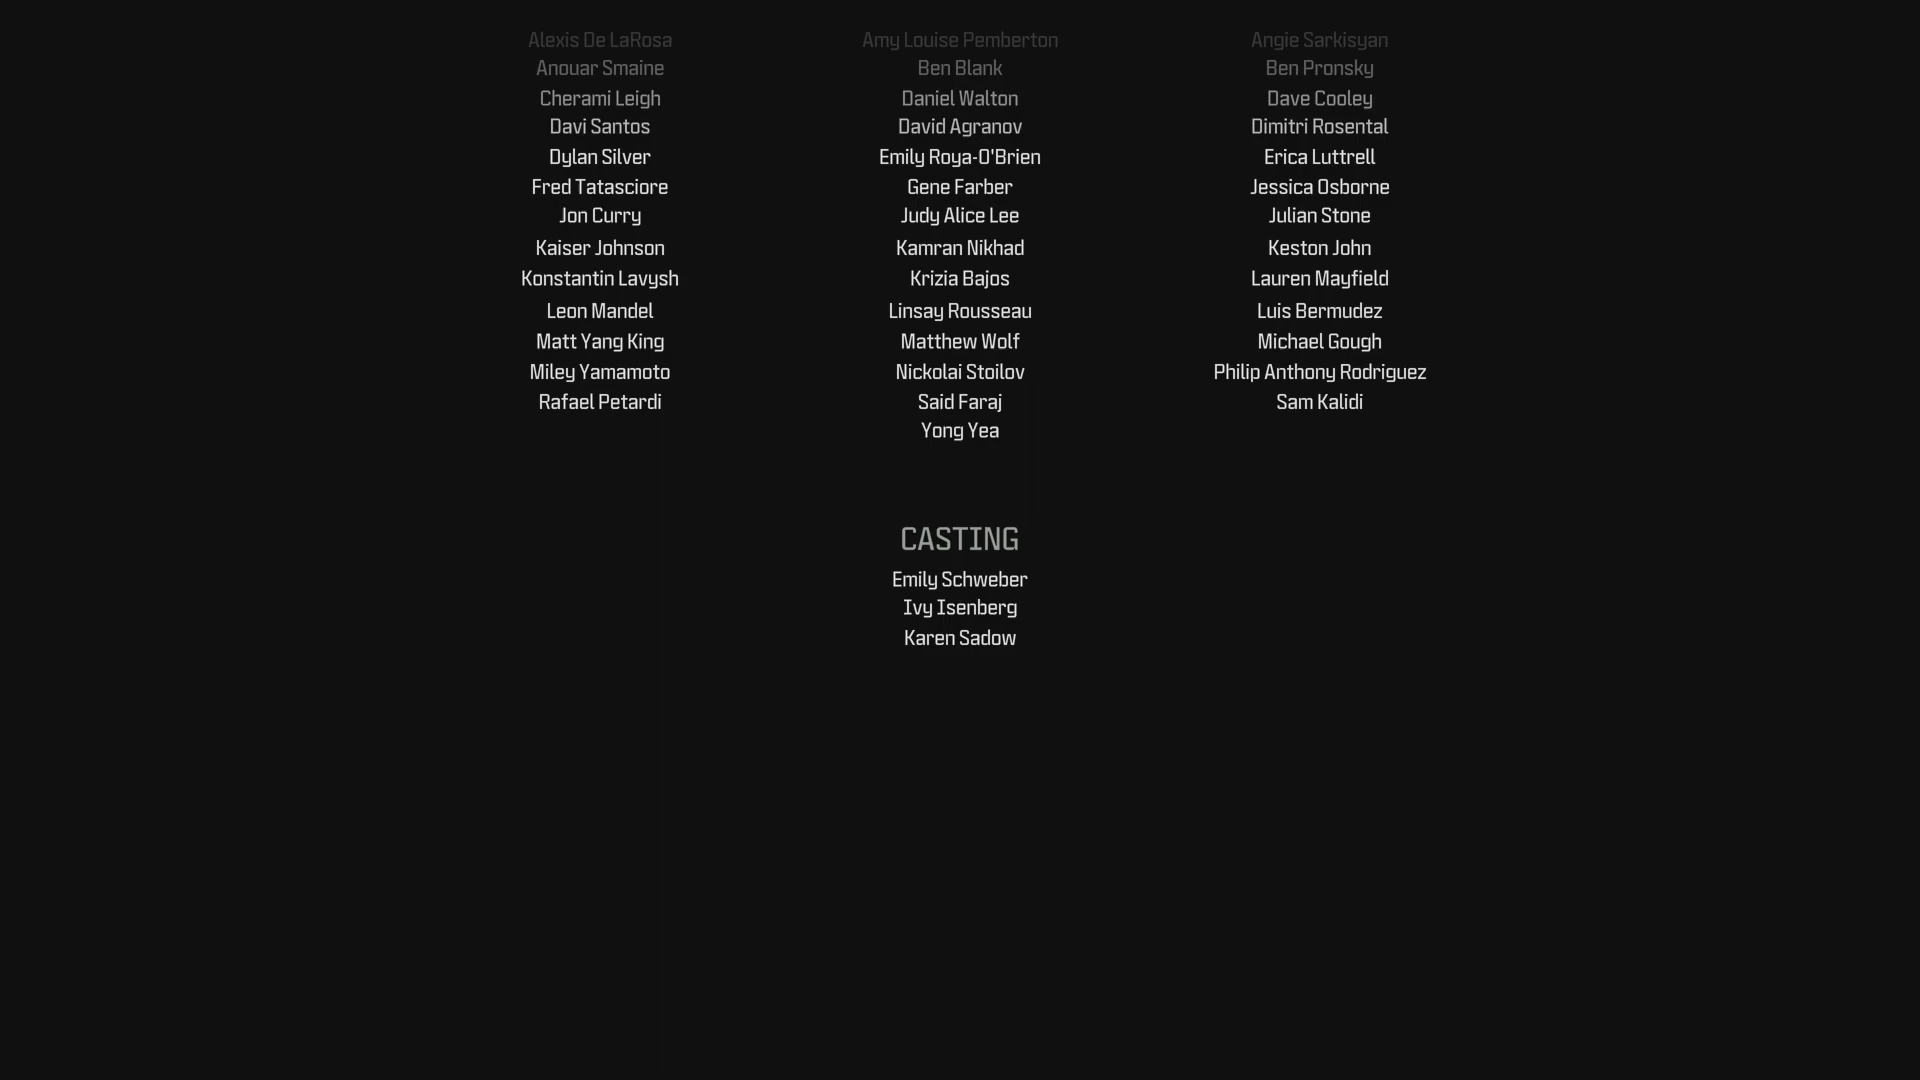 Alexis De LaRosa Amy Louise Pemberton Angie Sarkisyan
Anouar Smaine Ben Blank Ben Pronsky
Cherami Leigh Daniel Walton Dave Cooley
Davi Santos David Agranov Dimitri Rosental
Dylan Silver Emily Roya-O'Brien Erica Luttrell
Fred Tatasciore Gene Farber Jessica Osborne
Jon Curry Judy Alice Lee Julian Stone
Kaiser Johnson Kamran Nikhad Keston John
Konstantin Lavysh Krizia Bajos Lauren Mayfield
Leon Mandel Linsay Rousseau Luis Bermudez
Matt Yang King Matthew Wolf Michael Gough
Miley Yamamoto Nickolai Stoilov Philip Anthony Rodriguez
Rafael Petardi Said Faraj Sam Kalidi
Yong Yea
CASTING
Emily Schweber
Ivy Isenberg
Karen Sadow